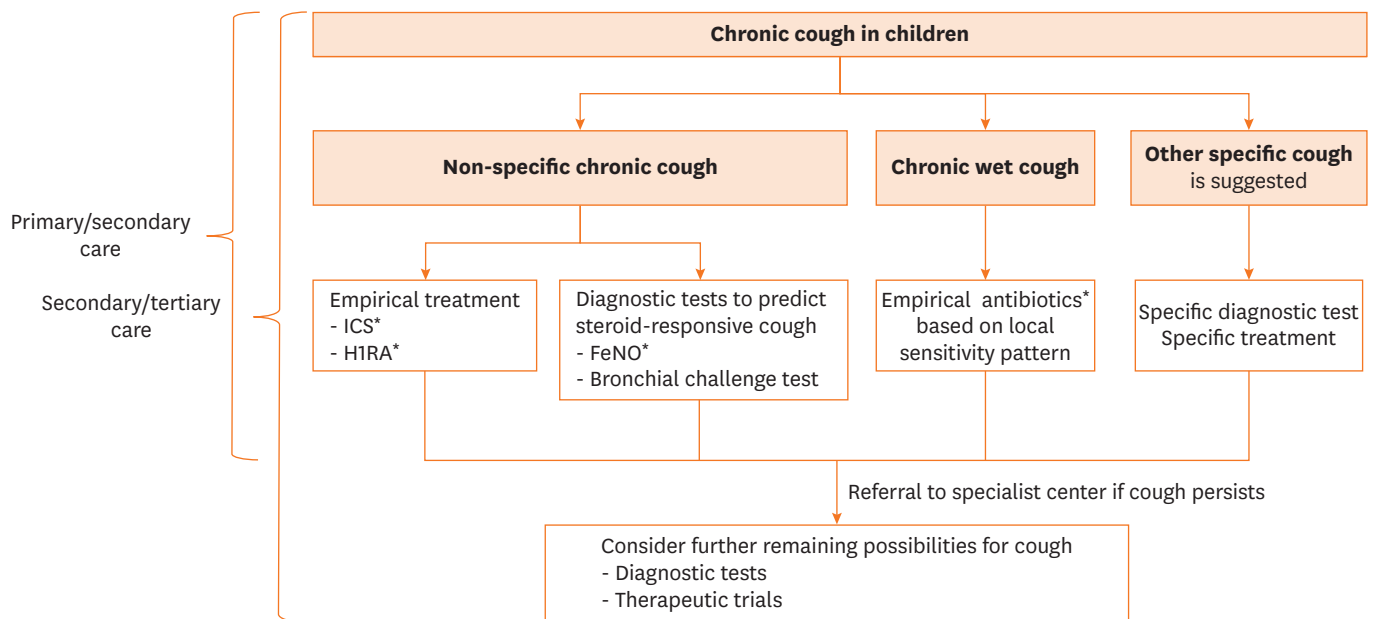 Chronic cough in children
Non-specific chronic cough
Chronic wet cough
Other specific cough
is suggested
Primary/secondary
care
Secondary/tertiary
care
Empirical treatment
- ICS*
- H1RA*
Diagnostic tests to predict
steroid-responsive cough
- FeNO*
- Bronchial challenge test
Empirical antibiotics*
based on local
sensitivity pattern
Specific diagnostic test
Specific treatment
Referral to specialist center if cough persists
Consider further remaining possibilities for cough
- Diagnostic tests
- Therapeutic trials